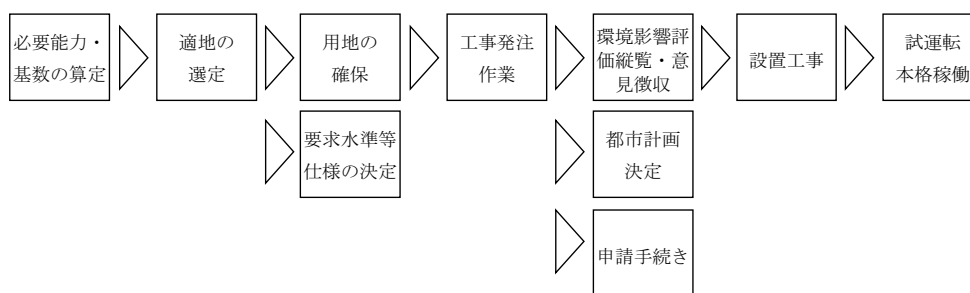 必要能力・
基数の算定
適地の
選定
用地の
確保
工事発注
作業
環境影響評
価縦覧・意
見徴収
設置工事
試運転
本格稼働
要求水準等
仕様の決定
都市計画
決定
申請手続き